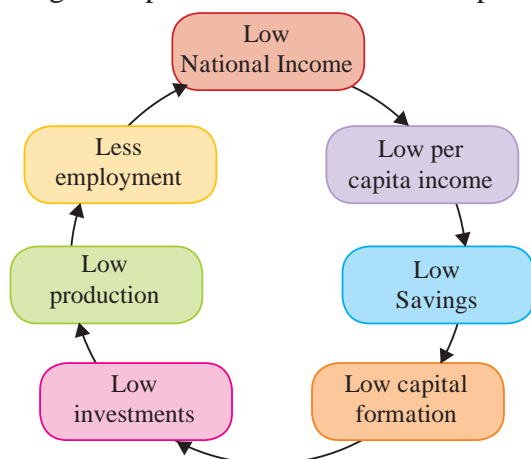 Low
National Income
Low per
capita income
Low
Savings
Low capital
formation
Low
investments
Low
production
Less
employment